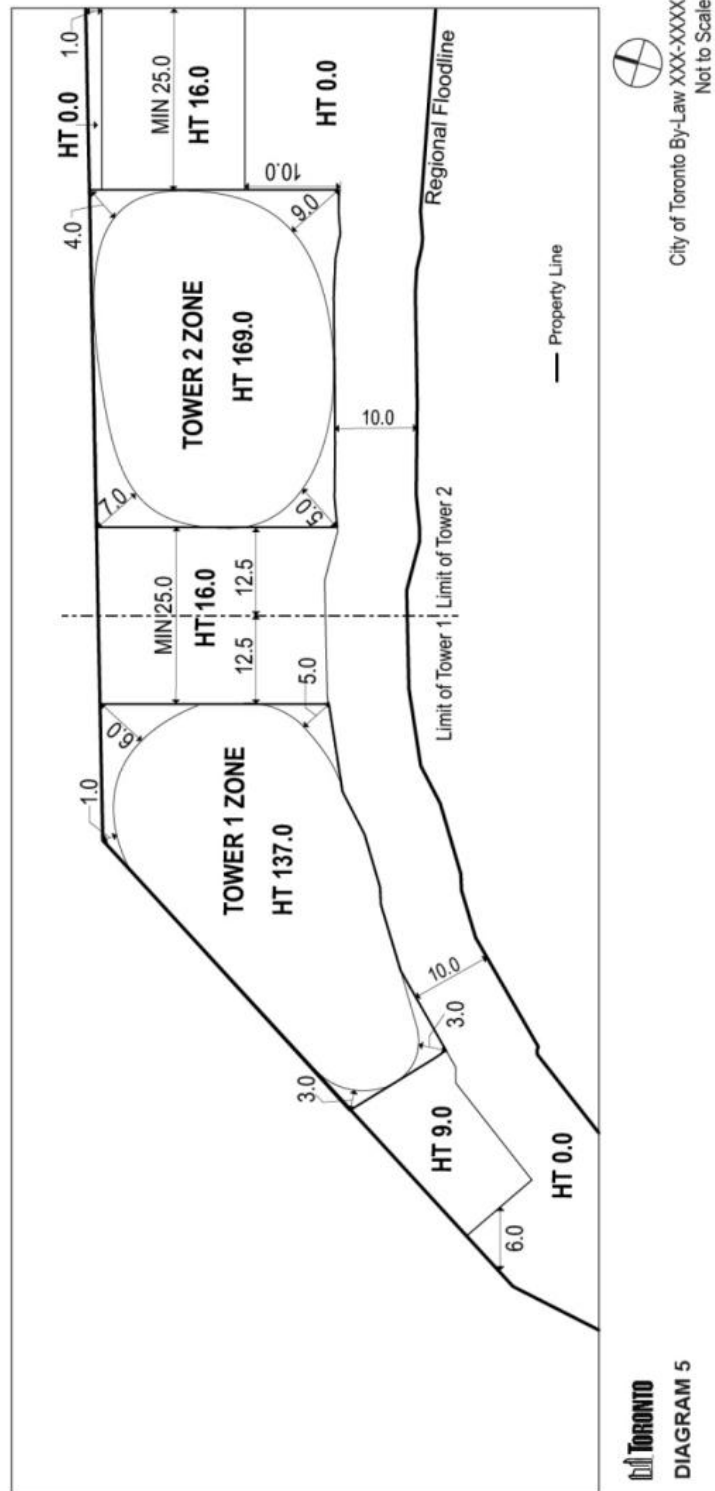 1.0
HT 0.0
MIN 25.0
HT 16.0
HT 0.0
10.0
Regional Floodline
4.0
9.0
TOWER 2 ZONE
HT 169.0
7.0
5.0
10.0
Property Line
MIN 25.0
HT 16.0
12.5
12.5
Limit of Tower 1
Limit of Tower 2
6.0
5.0
1.0
TOWER 1 ZONE
HT 137.0
10.0
3.0
3.0
HT 9.0
HT 0.0
6.0
TORONTO
DIAGRAM 5
City of Toronto By-Law XXX-XXXX
Not to Scale